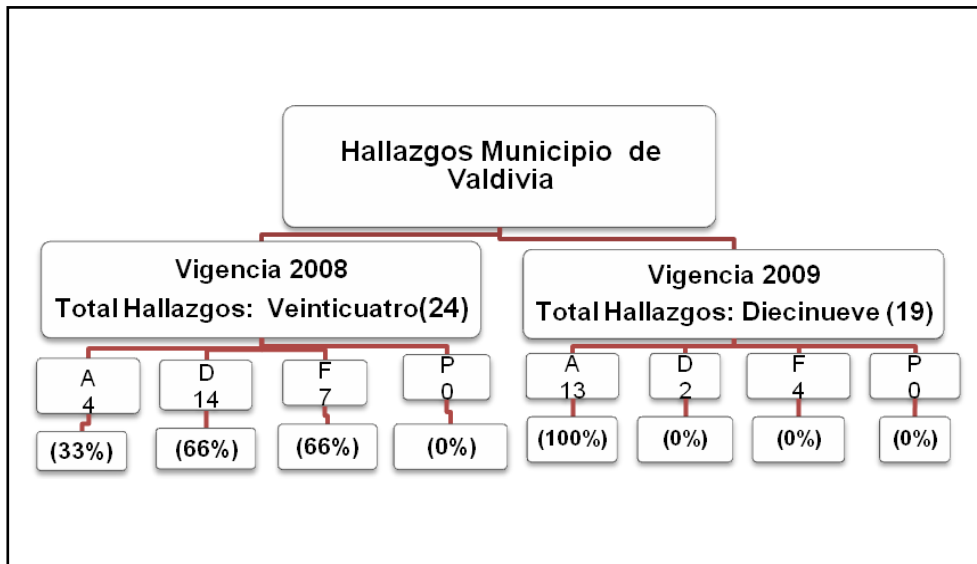 Hallazgos Municipio de
Valdivia
Vigencia 2008
Total Hallazgos: Veinticuatro(24)
Vigencia 2009
Total Hallazgos: Diecinueve (19)
A
4
D
14
F
7
P
0
A
13
D
2
F
4
P
0
(33%)
(66%)
(66%)
(0%)
(100%)
(0%)
(0%)
(0%)